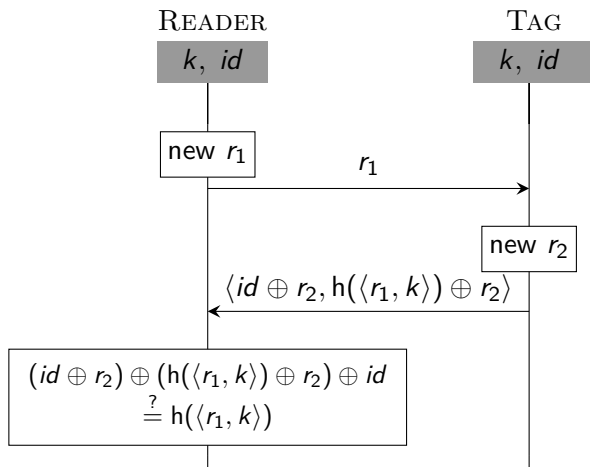 READER
TAG
k, id
k, id
new r₁
r₁
new r₂
⟨id ⊕ r₂, h(⟨r₁, k⟩) ⊕ r₂⟩
(id ⊕ r₂) ⊕ (h(⟨r₁, k⟩) ⊕ r₂) ⊕ id
≟ h(⟨r₁, k⟩)